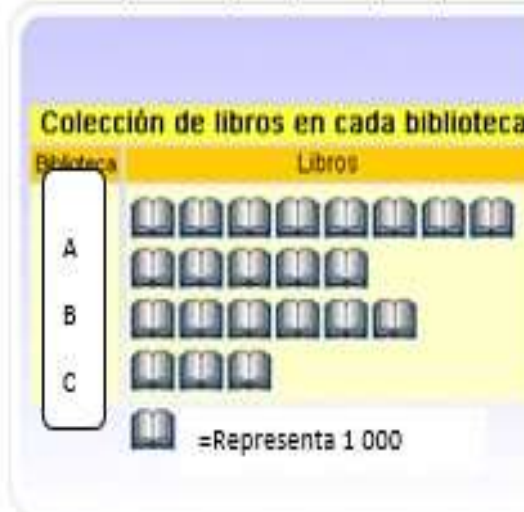 Colección de libros en cada biblioteca
Biblioteca Libros
A
B
C
=Representa 1 000